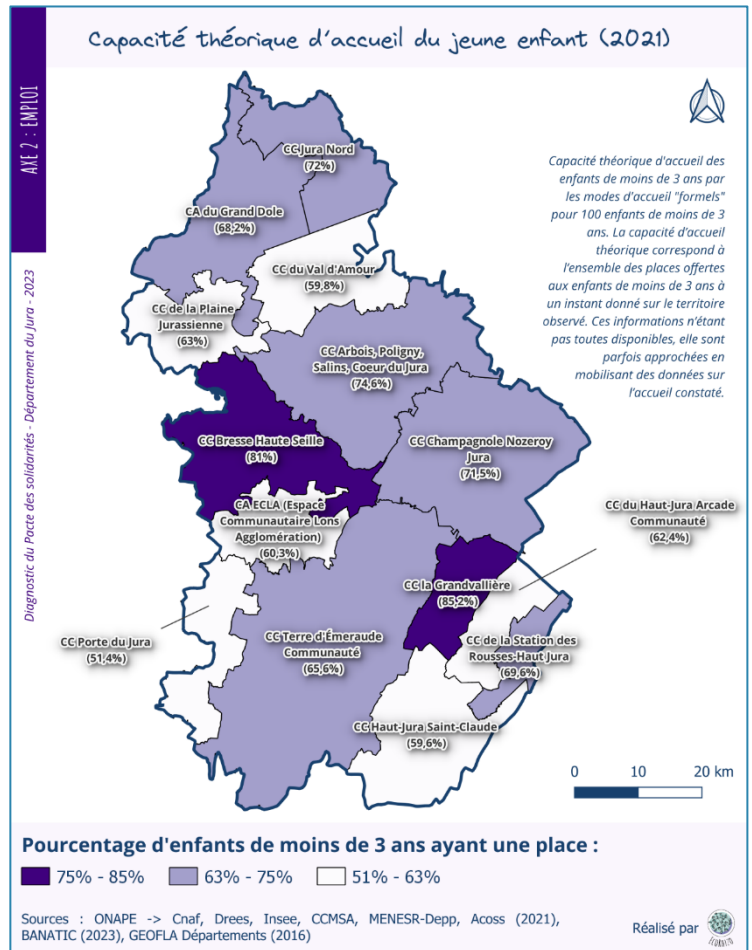 Capacité théorique d'accueil du jeune enfant (2021)
AXE 2 : EMPLOI
Diagnostic du Pacte des solidarités - Département du Jura - 2023
Capacité théorique d'accueil des
enfants de moins de 3 ans par
les modes d'accueil "formels"
pour 100 enfants de moins de 3
ans. La capacité d'accueil
théorique correspond à
l'ensemble des places offertes
aux enfants de moins de 3 ans à
un instant donné sur le territoire
observé. Ces informations n'étant
pas toutes disponibles, elle sont
parfois approchées en
mobilisant des données sur
l'accueil constaté.
CC Jura Nord
(72%)
CA du Grand Dole
(68,2%)
CC du Val d'Amour
(59,8%)
CC de la Plaine
Jurassienne
(63%)
CC Arbois, Poligny,
Salins, Coeur du Jura
(74,6%)
CC Bresse Haute Seille
(81%)
CC Champagnole Nozeroy
Jura
(71,5%)
CA ECLA (Espace
Communautaire Lons
Agglomération)
(60,3%)
CC du Haut-Jura Arcade
Communauté
(62,4%)
CC la Grandvallière
(85,2%)
CC Porte du Jura
(51,4%)
CC Terre d'Émeraude
Communauté
(65,6%)
CC de la Station des
Rousses-Haut Jura
(69,6%)
CC Haut-Jura Saint-Claude
(59,6%)
0 10 20 km
Pourcentage d'enfants de moins de 3 ans ayant une place :
75% - 85% 63% - 75% 51% - 63%
Sources : ONAPE -> Cnaf, Drees, Insee, CCMSA, MENESR-Depp, Acoss (2021),
BANATIC (2023), GEOFLA Départements (2016)
Réalisé par